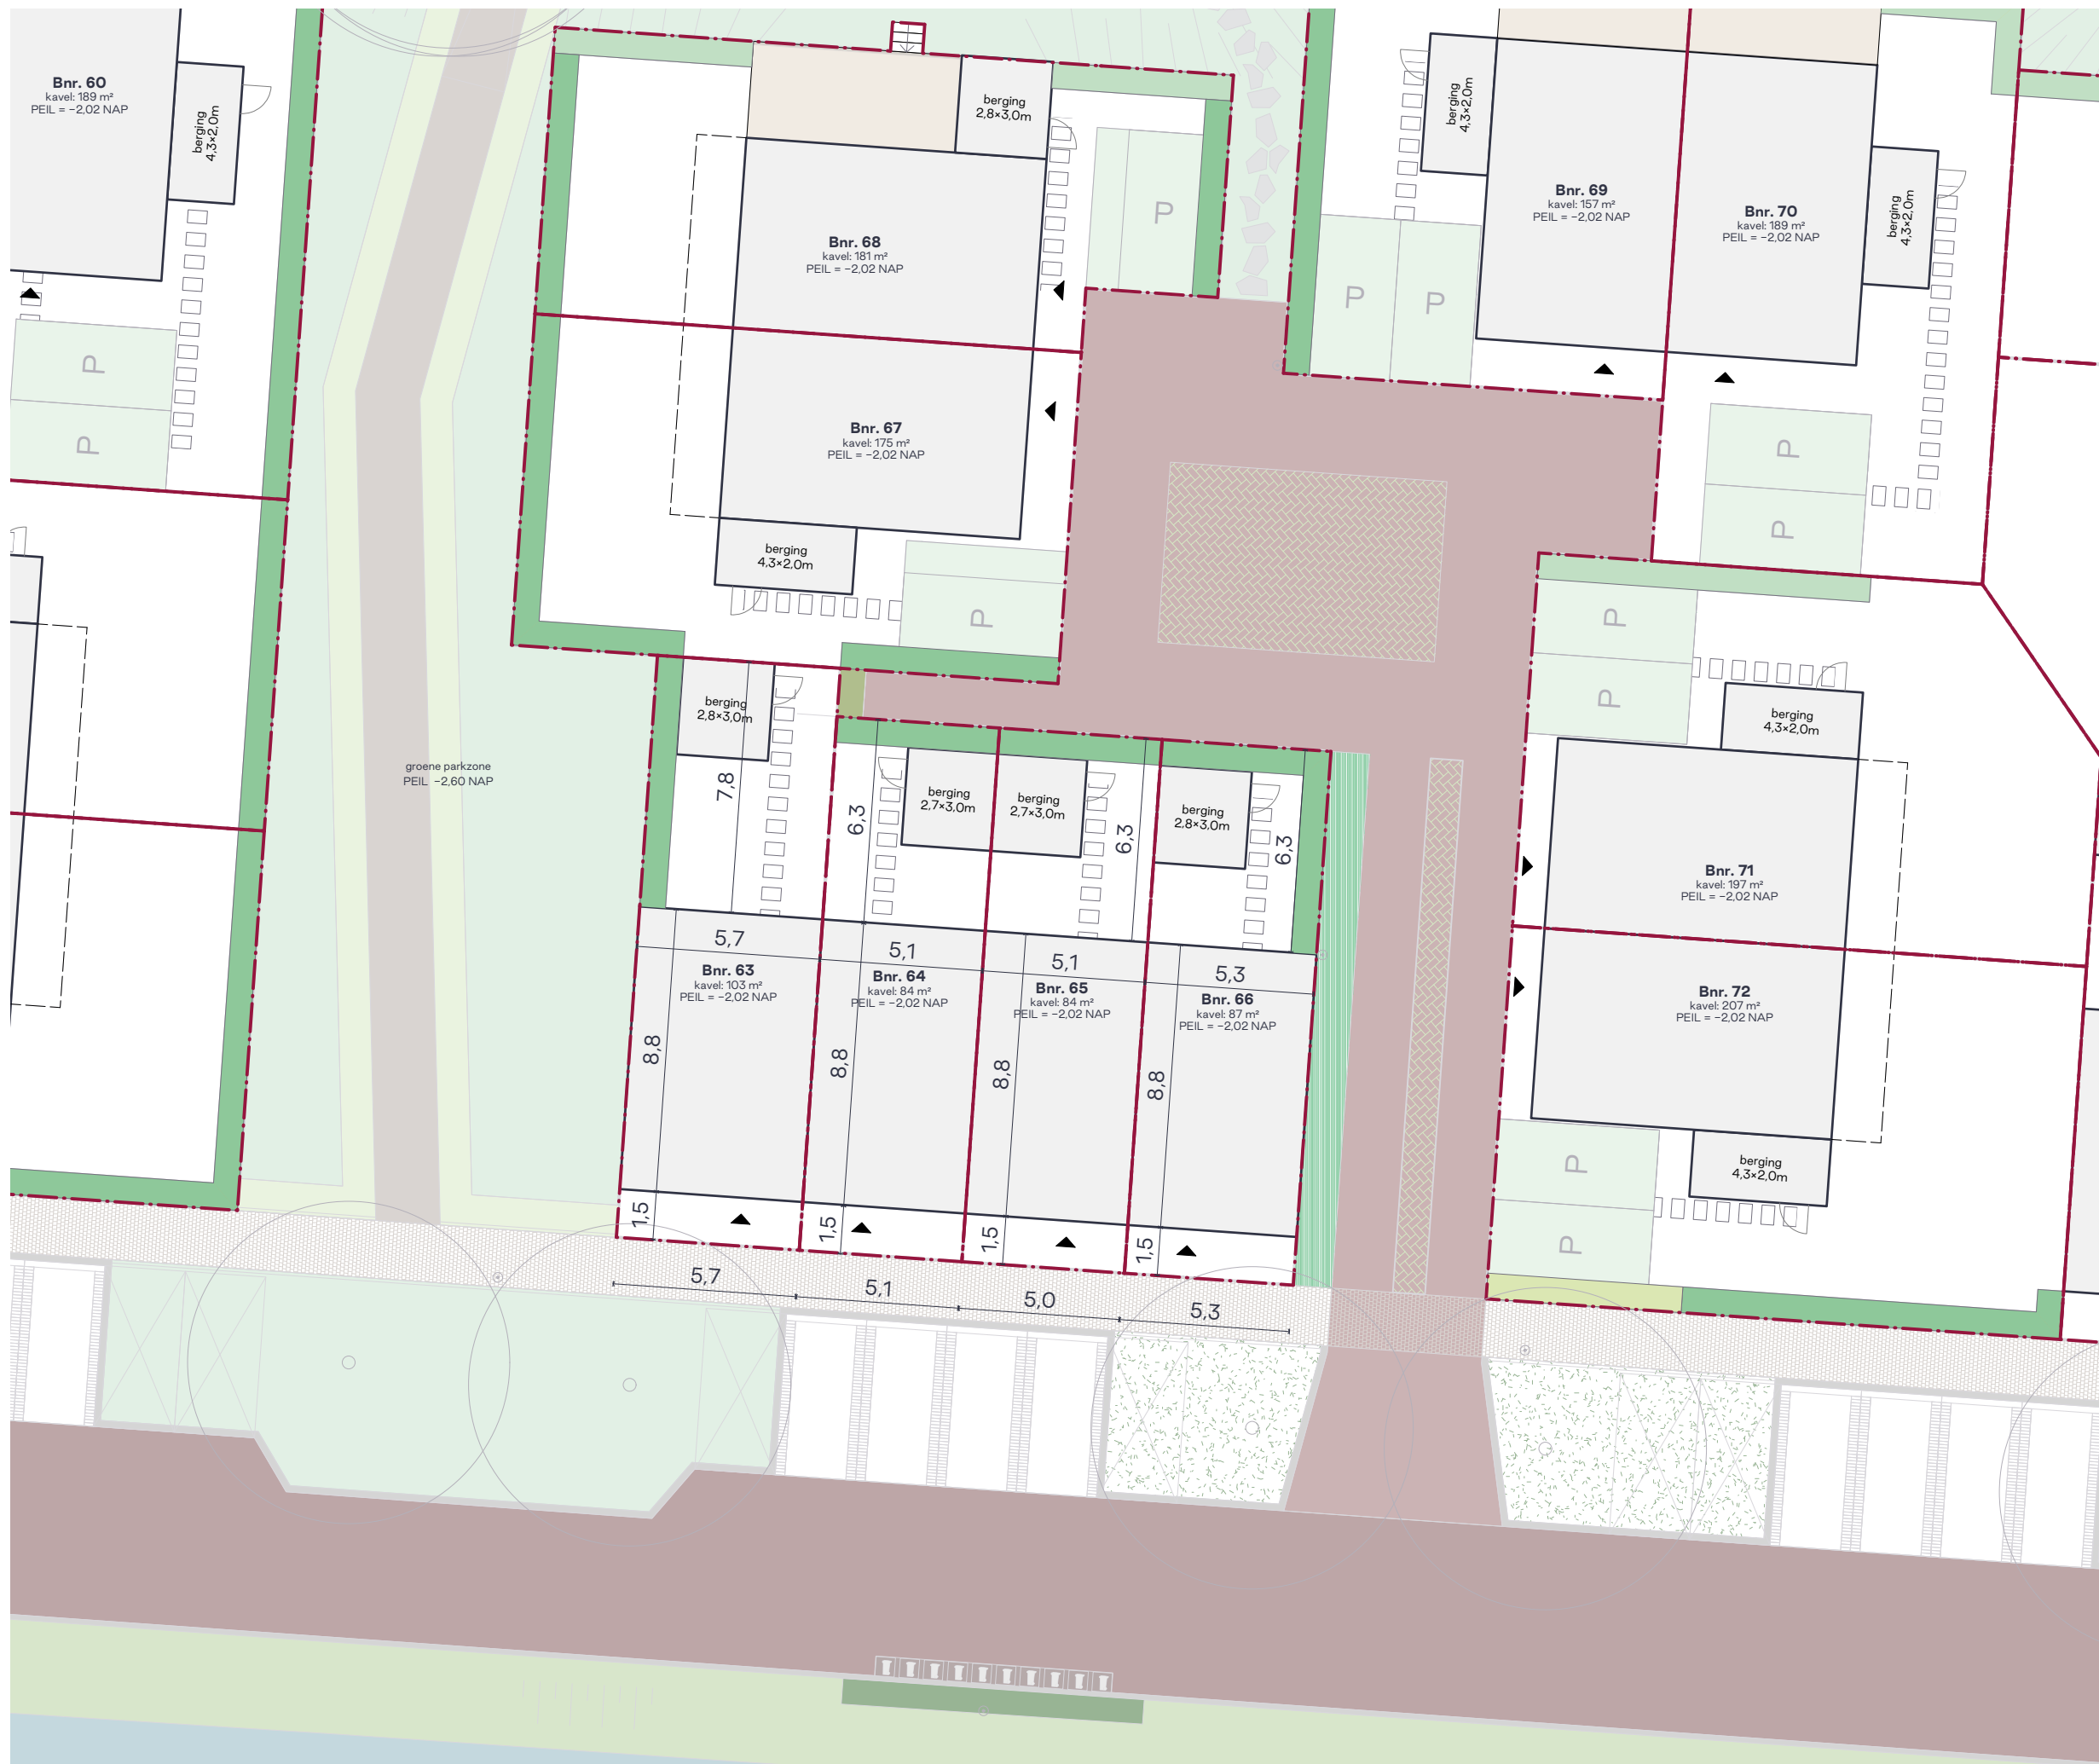 Bnr. 60
kavel: 189 m²
PEIL = −2,02 NAP
berging
4,3×2,0m
P
P
berging
2,8×3,0m
P
Bnr. 68
kavel: 181 m²
PEIL = −2,02 NAP
Bnr. 67
kavel: 175 m²
PEIL = −2,02 NAP
berging
4,3×2,0m
P
berging
4,3×2,0m
Bnr. 69
kavel: 157 m²
PEIL = −2,02 NAP
Bnr. 70
kavel: 189 m²
PEIL = −2,02 NAP
berging
4,3×2,0m
P
P
P
P
groene parkzone
PEIL −2,60 NAP
berging
2,8×3,0m
7,8
6,3
berging
2,7×3,0m
berging
2,7×3,0m
6,3
berging
2,8×3,0m
6,3
5,7
5,1
5,1
5,3
Bnr. 63
kavel: 103 m²
PEIL = −2,02 NAP
Bnr. 64
kavel: 84 m²
PEIL = −2,02 NAP
Bnr. 65
kavel: 84 m²
PEIL = −2,02 NAP
Bnr. 66
kavel: 87 m²
PEIL = −2,02 NAP
8,8
8,8
8,8
8,8
1,5
1,5
1,5
1,5
5,7
5,1
5,0
5,3
P
P
berging
4,3×2,0m
Bnr. 71
kavel: 197 m²
PEIL = −2,02 NAP
Bnr. 72
kavel: 207 m²
PEIL = −2,02 NAP
P
P
berging
4,3×2,0m